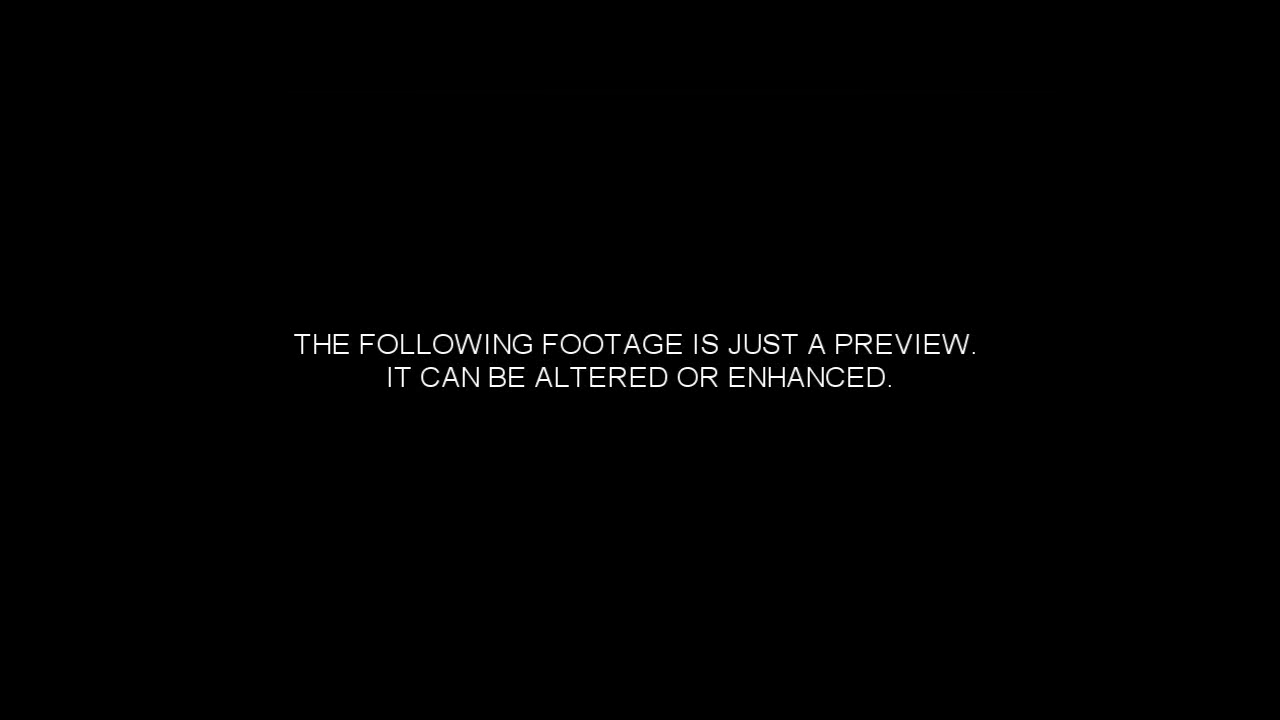 THE FOLLOWING FOOTAGE IS JUST A PREVIEW.
IT CAN BE ALTERED OR ENHANCED.